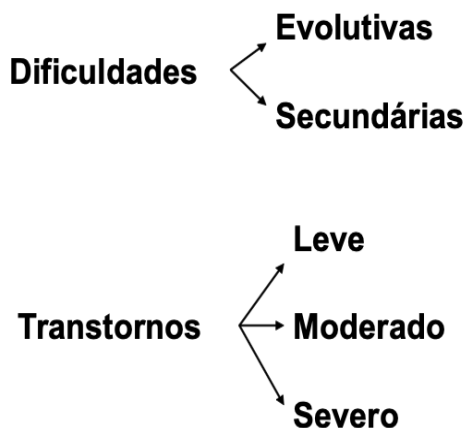 Evolutivas
Dificuldades
Secundárias
Leve
Transtornos
Moderado
Severo